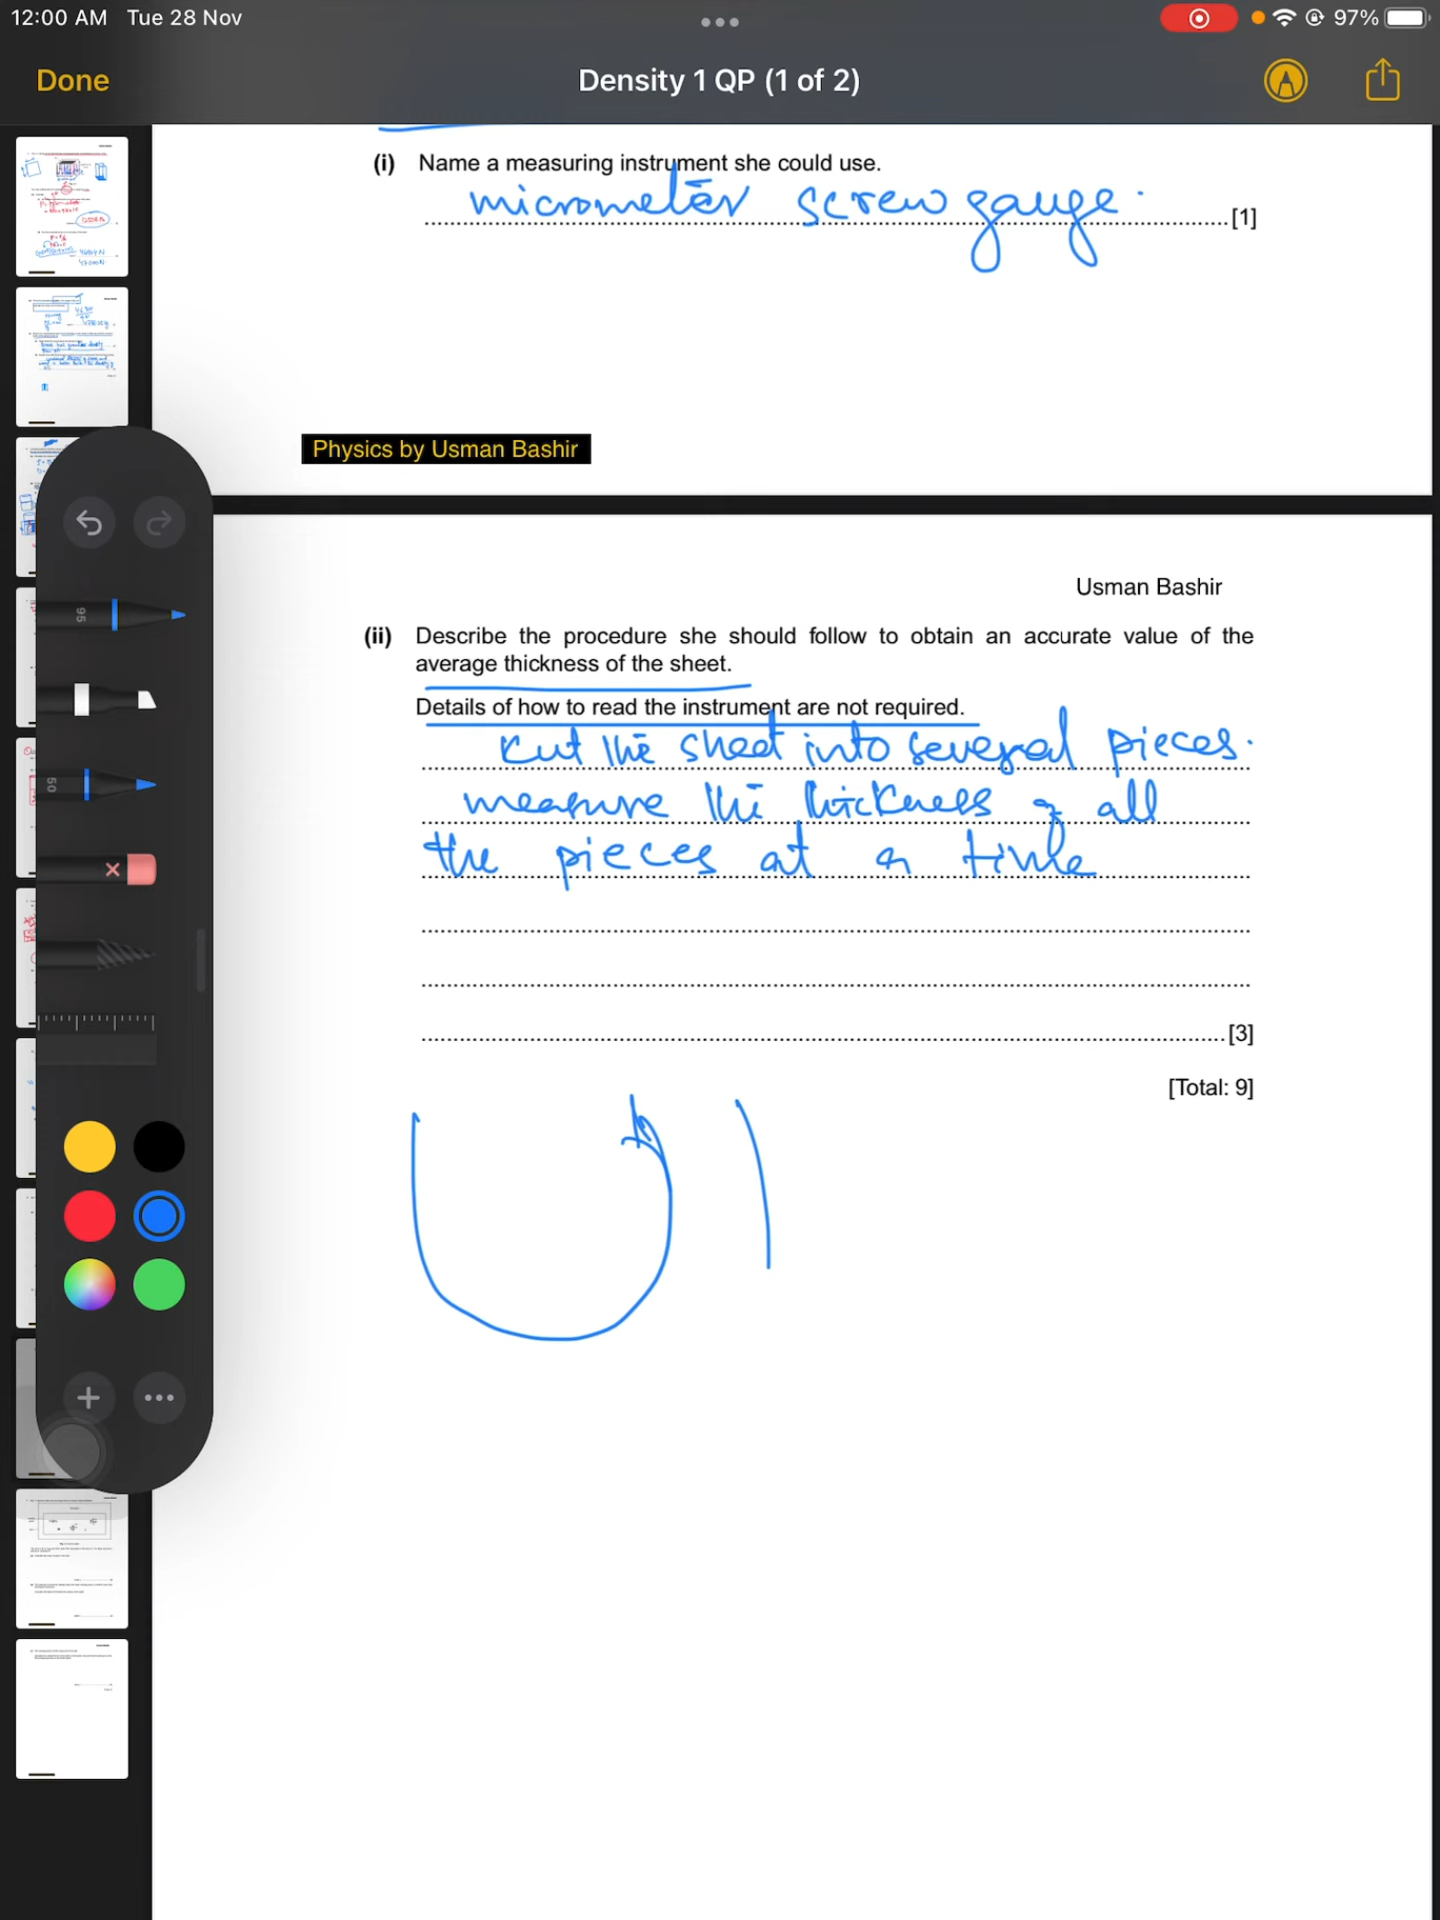 12:00 AM Tue 28 Nov
97%
Done
Density 1 QP (1 of 2)
(i) Name a measuring instrument she could use.
micrometer screw gauge.
[1]
Physics by Usman Bashir
Usman Bashir
(ii) Describe the procedure she should follow to obtain an accurate value of the
average thickness of the sheet.
Details of how to read the instrument are not required.
cut the sheet into several pieces.
measure the thickness of all
the pieces at a time
[3]
[Total: 9]
95
50